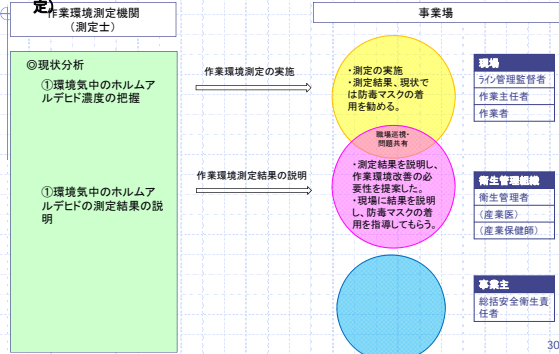 定)
作業環境測定機関
(測定士)
事業場
◎現状分析
①環境気中のホルムア
ルデヒド濃度の把握
作業環境測定の実施
・測定の実施
・測定結果、現状で
は防毒マスクの着
用を勧める。
現場
ライン管理監督者
作業主任者
作業者
職場巡視・
問題共有
①環境気中のホルムア
ルデヒドの測定結果の説
明
作業環境測定結果の説明
・測定結果を説明し、
作業環境改善の必
要性を提案した。
・現場に結果を説明
し、防毒マスクの着
用を指導してもらう。
衛生管理組織
衛生管理者
(産業医)
(産業保健師)
事業主
総括安全衛生責
任者
30